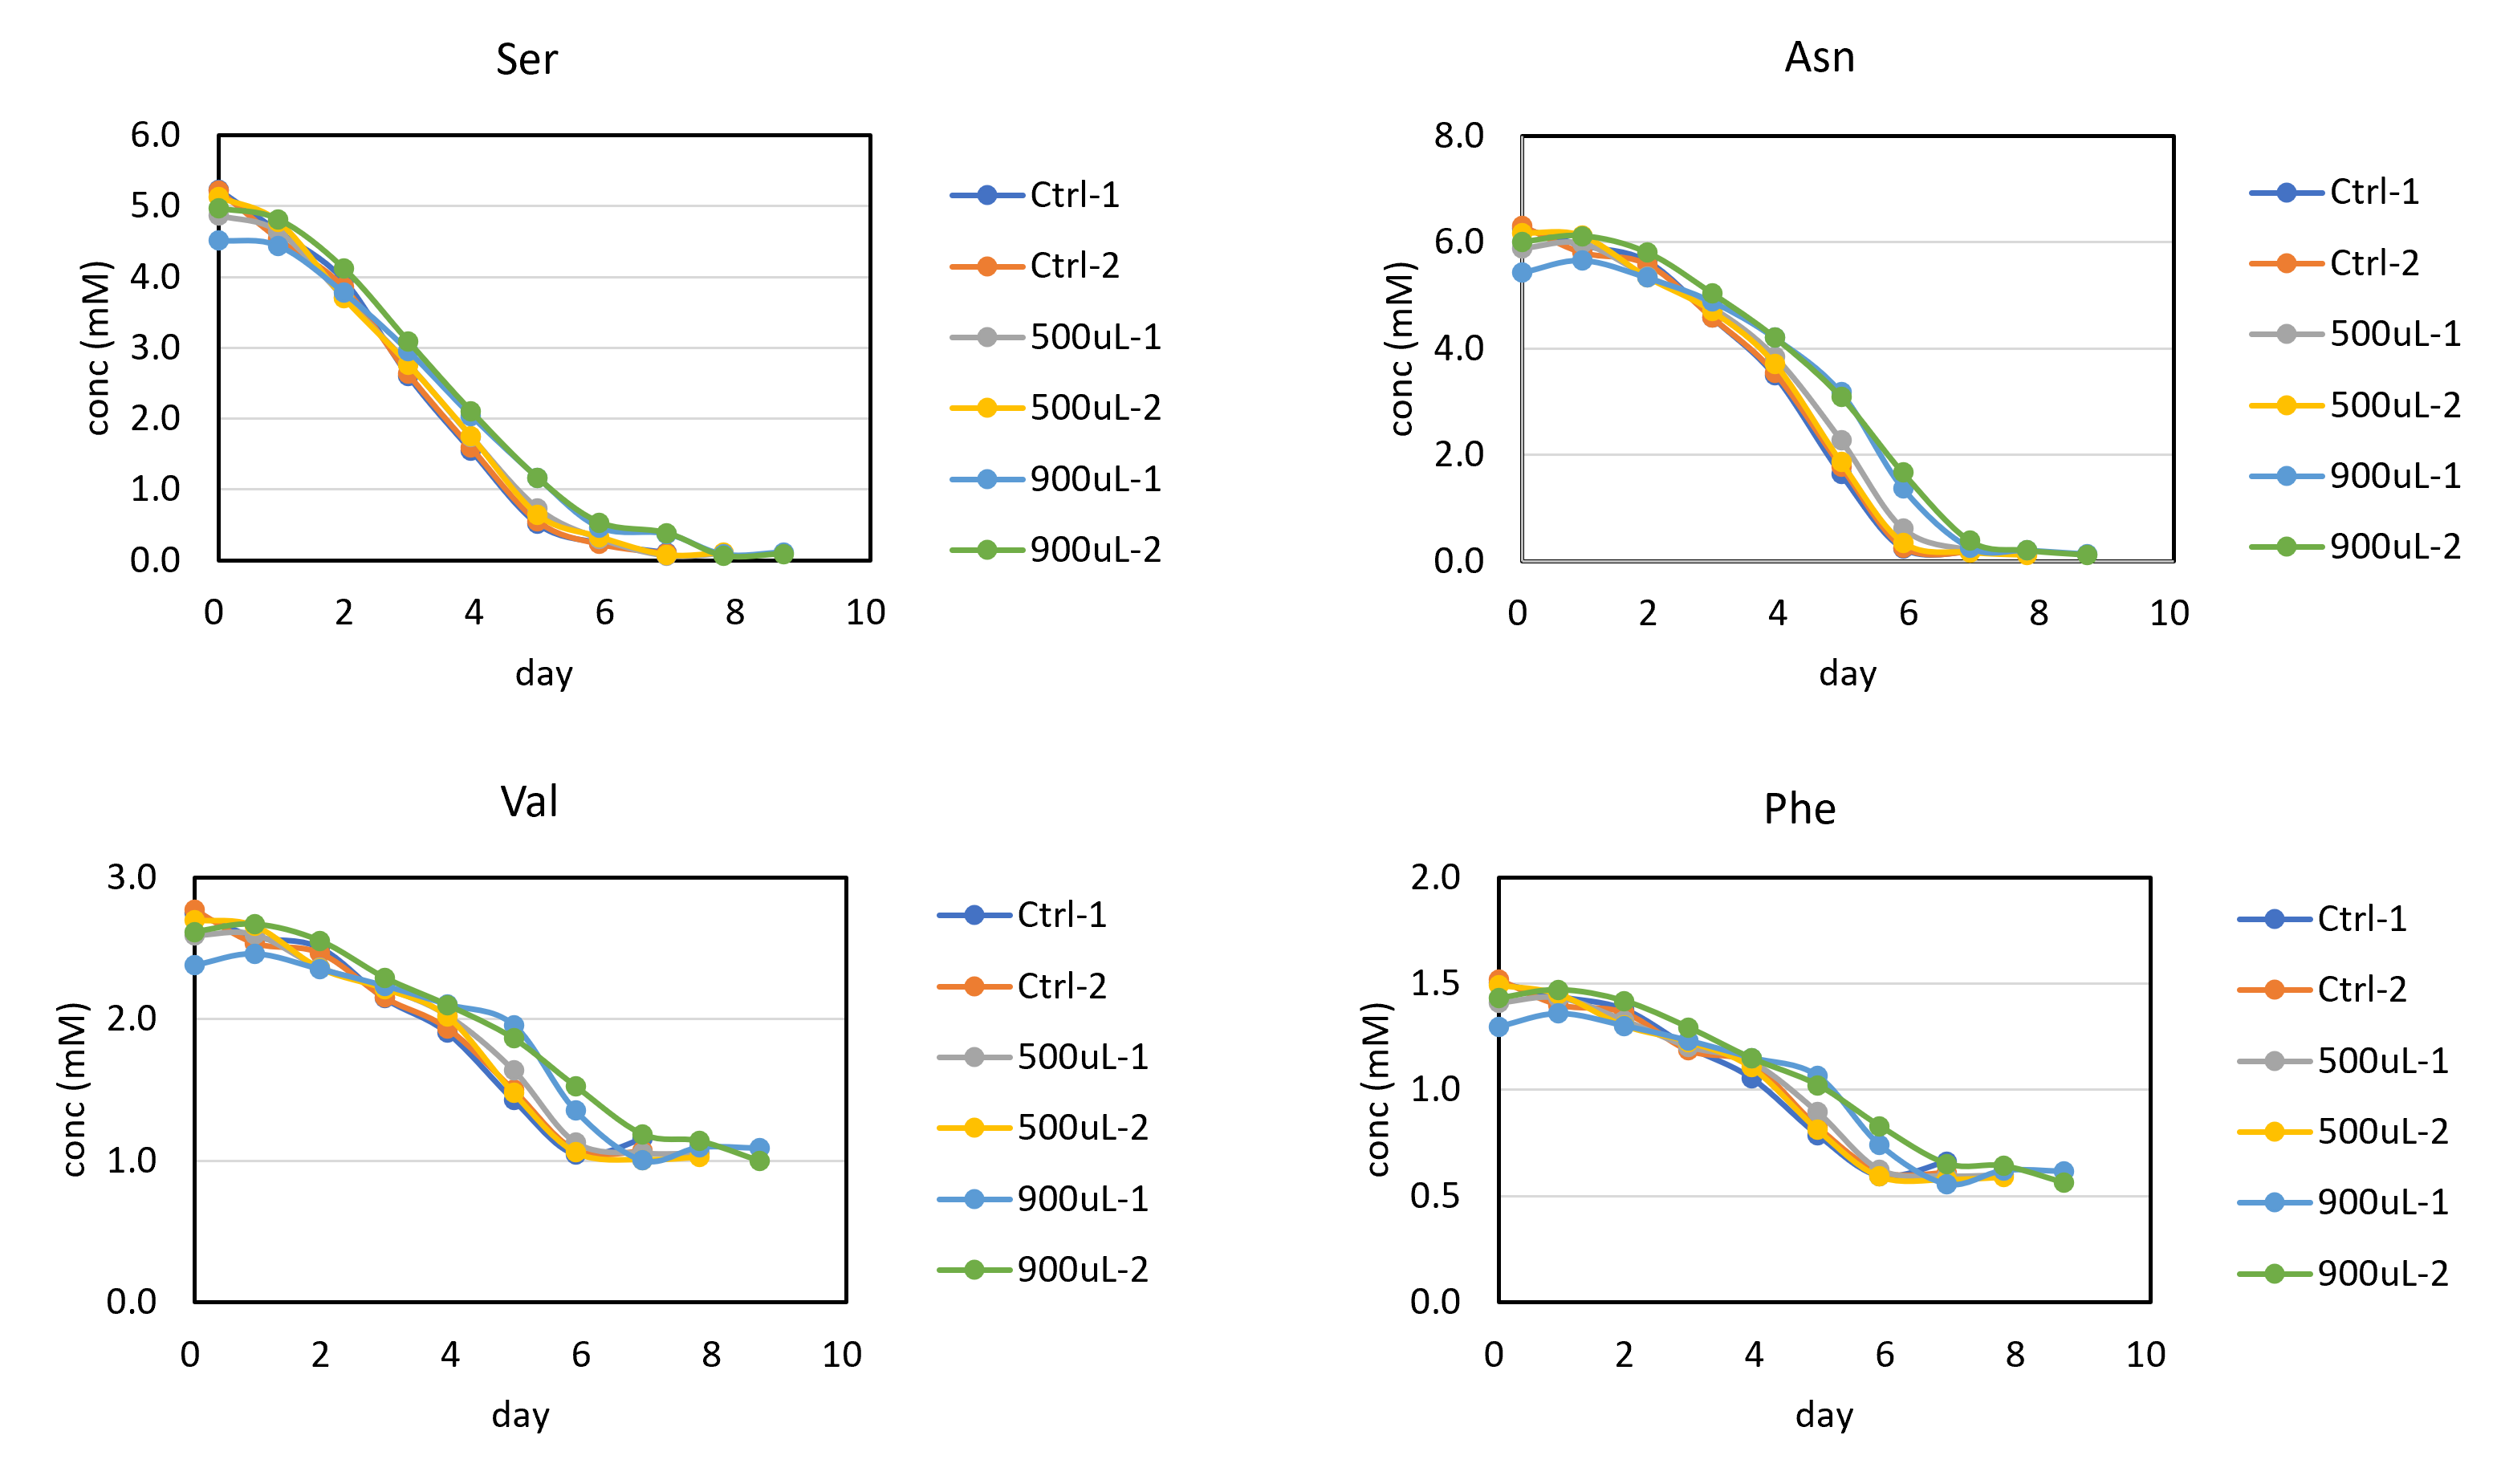 Ser
6.0
5.0
4.0
3.0
2.0
1.0
0.0
conc (mM)
0 2 4 6 8 10
day
Ctrl-1
Ctrl-2
500uL-1
500uL-2
900uL-1
900uL-2
Asn
8.0
6.0
4.0
2.0
0.0
conc (mM)
0 2 4 6 8 10
day
Ctrl-1
Ctrl-2
500uL-1
500uL-2
900uL-1
900uL-2
Val
3.0
2.0
1.0
0.0
conc (mM)
0 2 4 6 8 10
day
Ctrl-1
Ctrl-2
500uL-1
500uL-2
900uL-1
900uL-2
Phe
2.0
1.5
1.0
0.5
0.0
conc (mM)
0 2 4 6 8 10
day
Ctrl-1
Ctrl-2
500uL-1
500uL-2
900uL-1
900uL-2